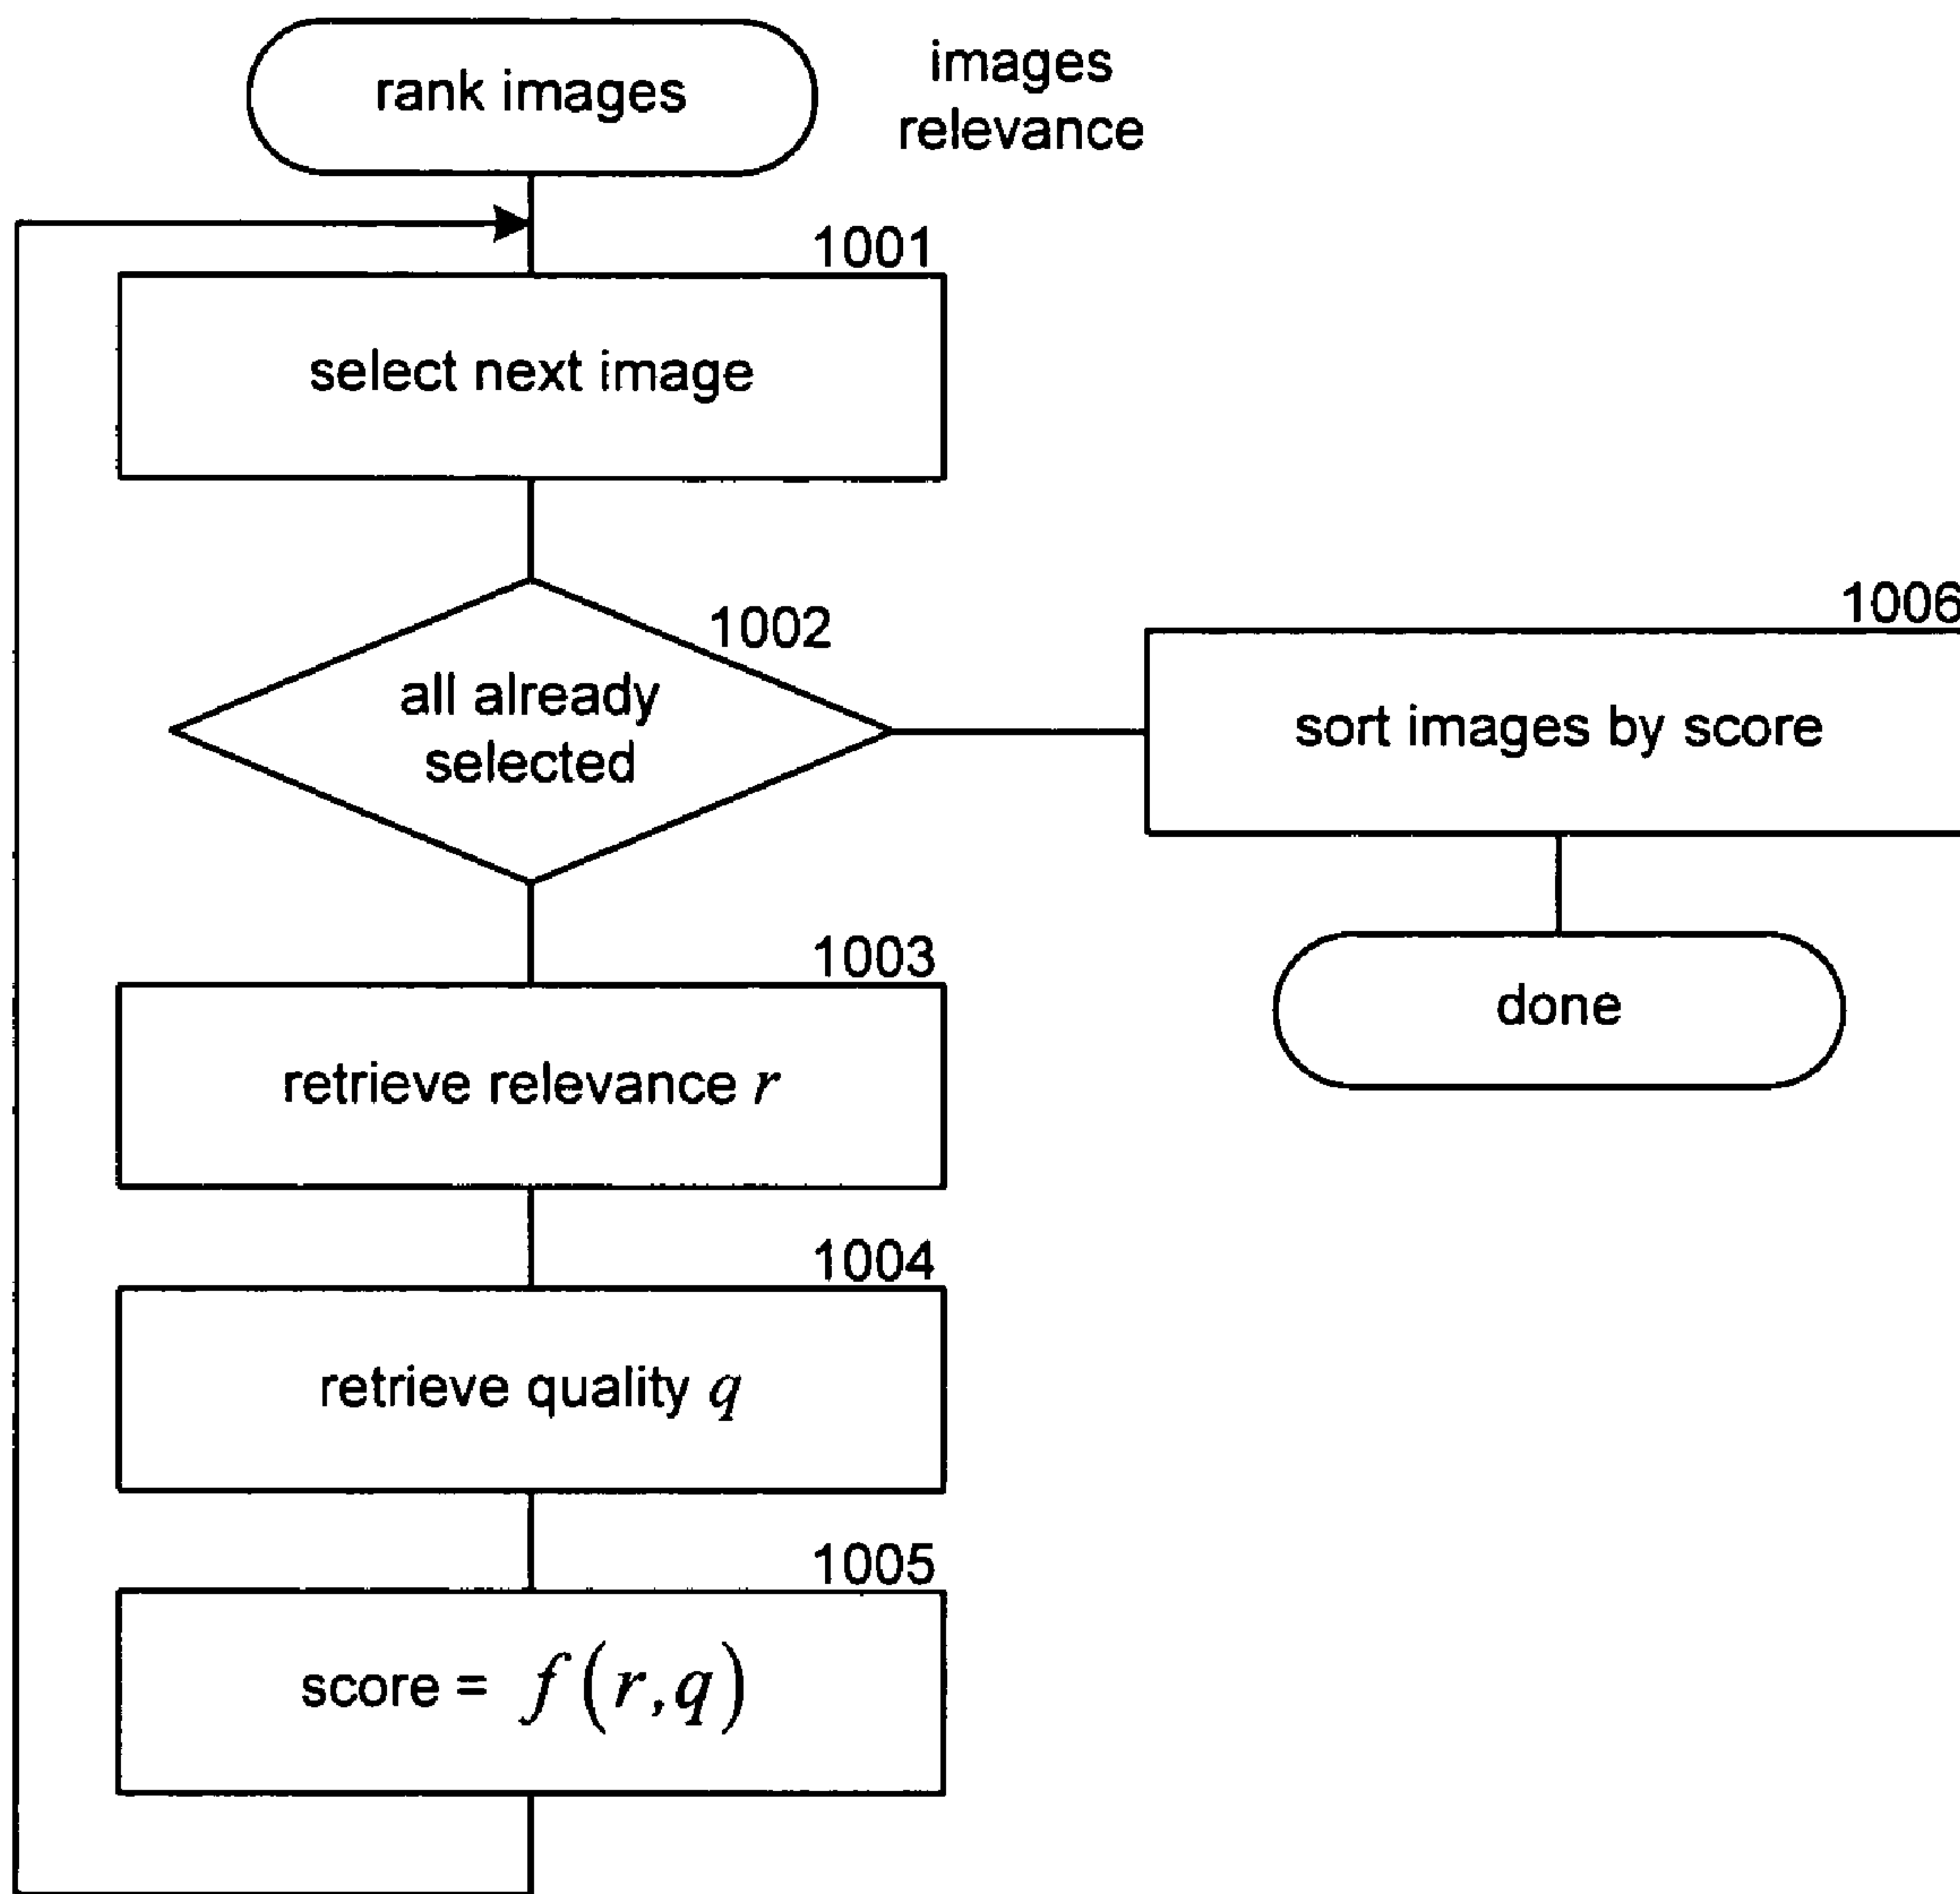 rank images
images
relevance
1001
select next image
1002
all already
selected
1006
sort images by score
done
1003
retrieve relevance r
1004
retrieve quality q
1005
score = f(r,q)